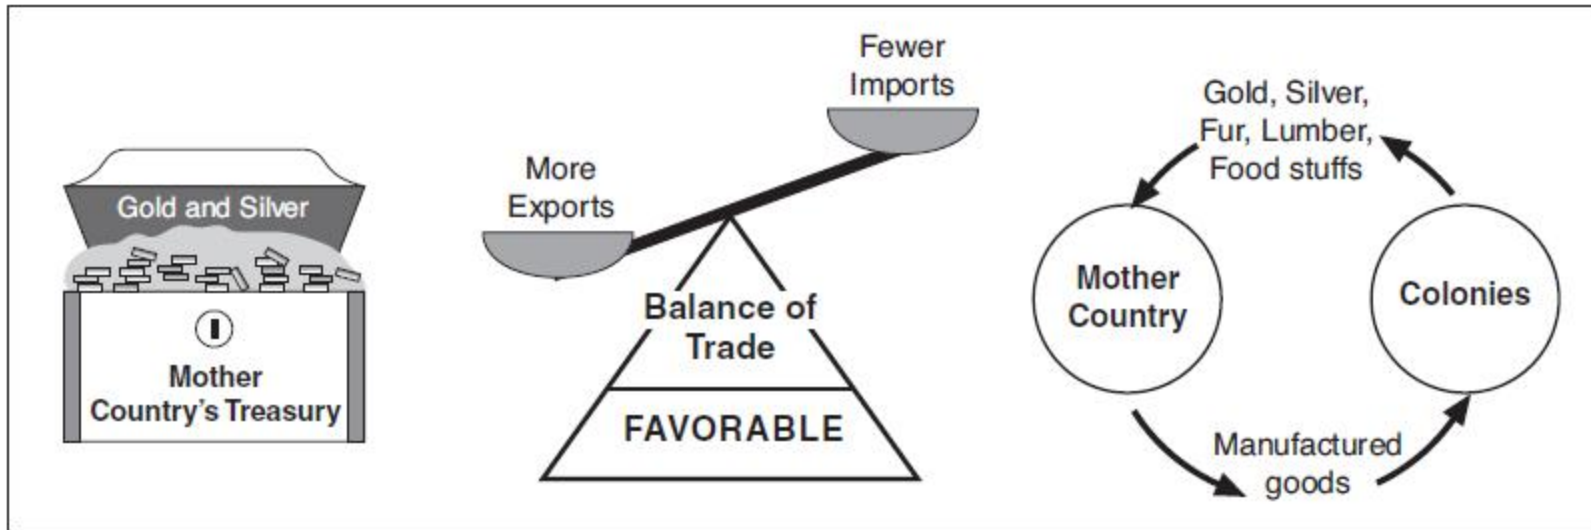 Gold and Silver
Mother
Country's Treasury
More
Exports
Fewer
Imports
Balance of
Trade
FAVORABLE
Gold, Silver,
Fur, Lumber,
Food stuffs
Mother
Country
Colonies
Manufactured
goods